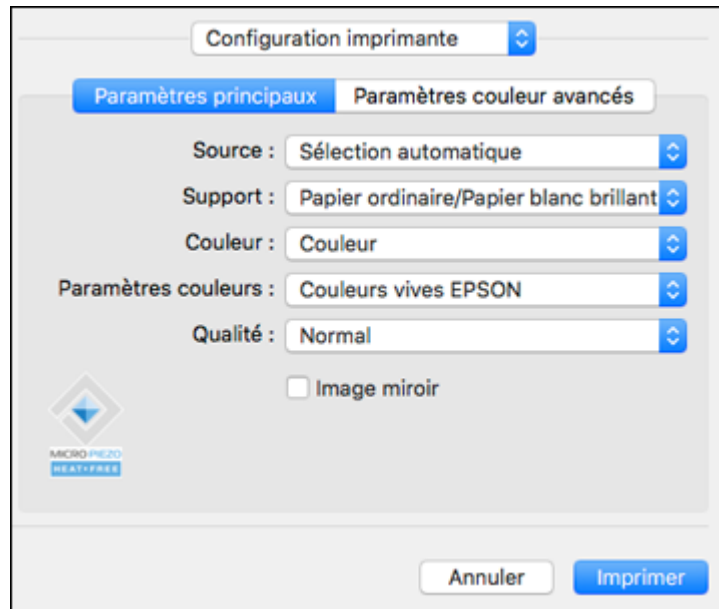 Configuration imprimante
Paramètres principaux Paramètres couleur avancés
Source : Sélection automatique
Support : Papier ordinaire/Papier blanc brillant
Couleur : Couleur
Paramètres couleurs : Couleurs vives EPSON
Qualité : Normal
Image miroir
MICRO PIEZO
HEAT-FREE
Annuler Imprimer